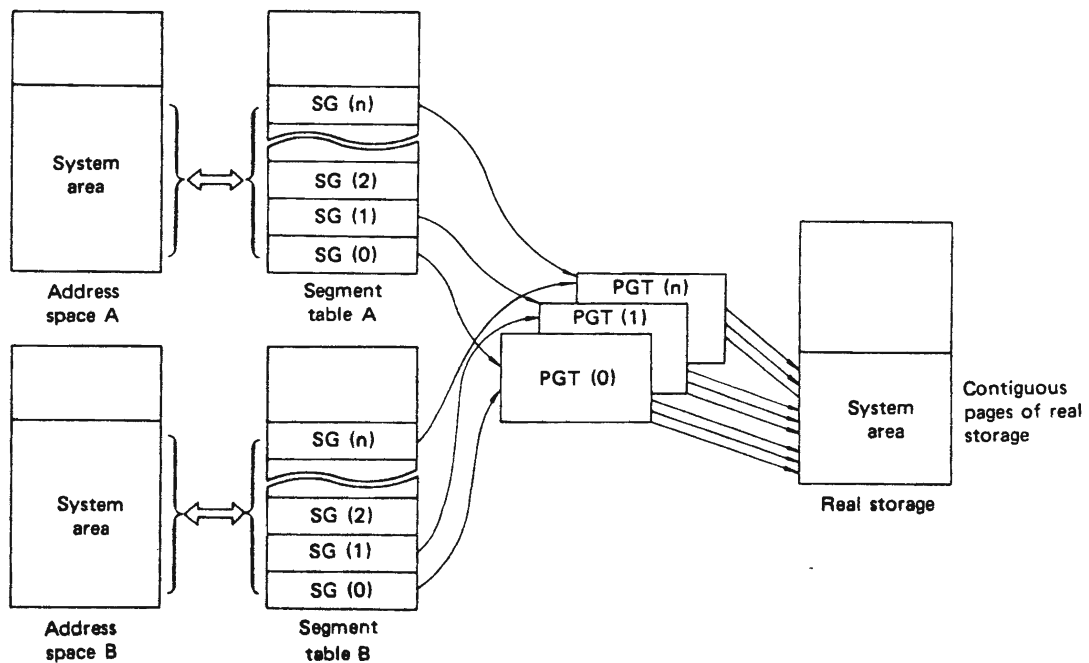 System
area
Address
space A
SG (n)
SG (2)
SG (1)
SG (0)
Segment
table A
System
area
Address
space B
SG (n)
SG (2)
SG (1)
SG (0)
Segment
table B
PGT (n)
PGT (1)
PGT (0)
System
area
Real storage
Contiguous
pages of real
storage